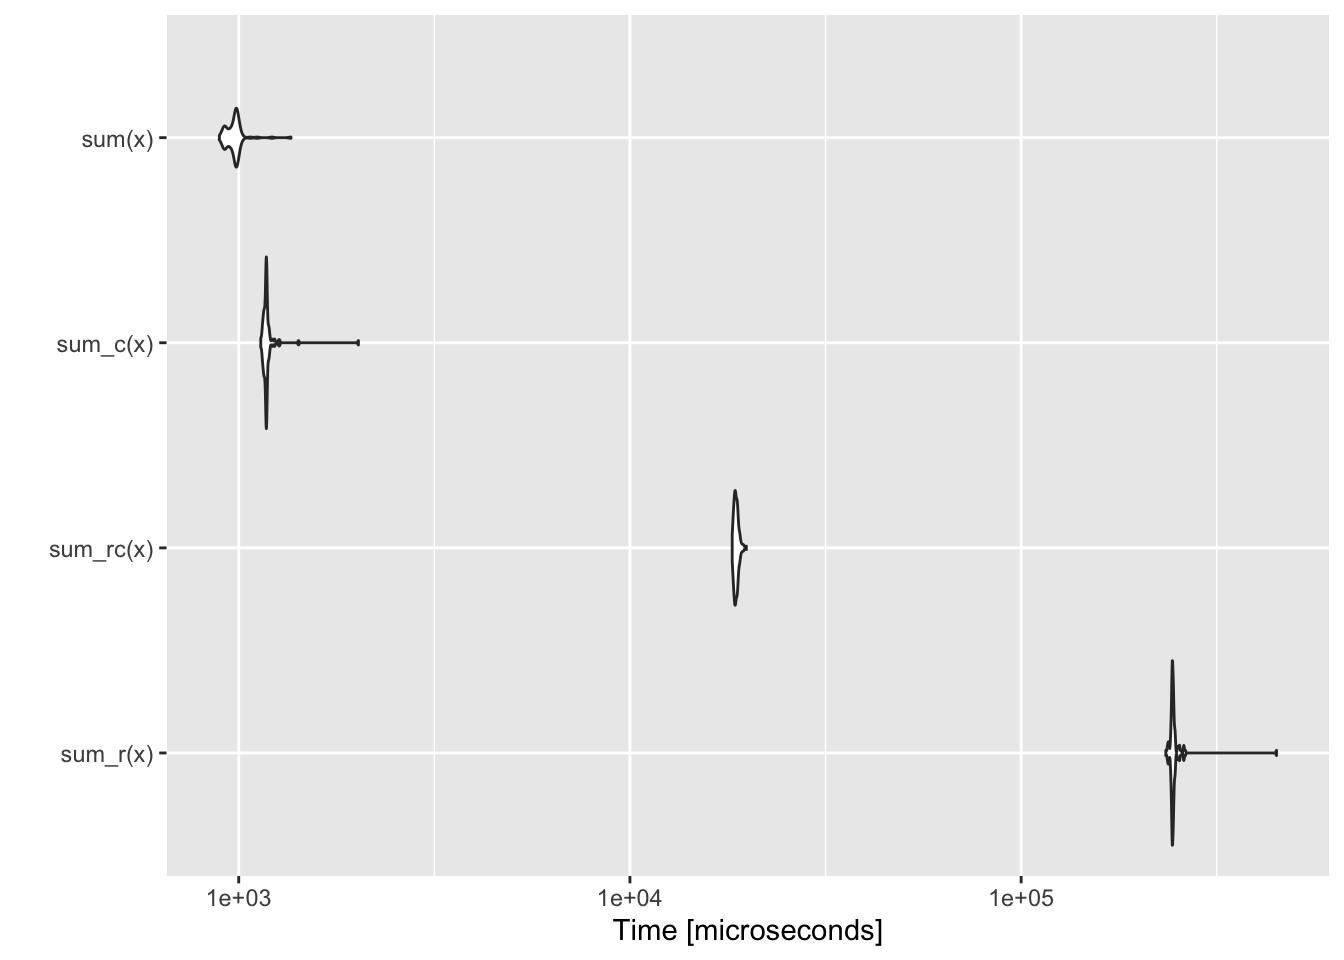 sum(x)
sum_c(x)
sum_rc(x)
sum_r(x)
1e+03 1e+04 1e+05
Time [microseconds]